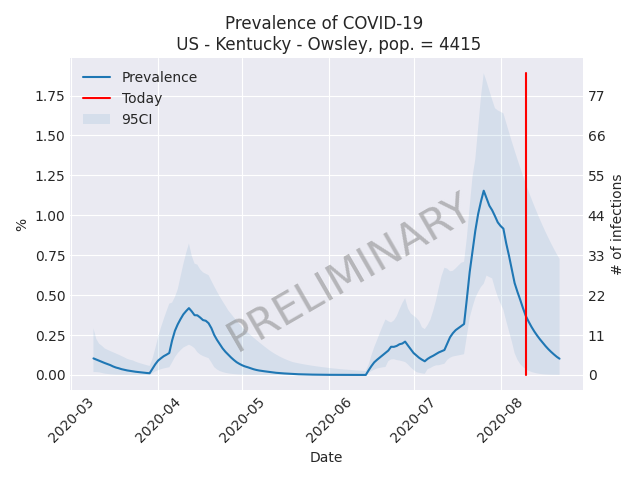 Prevalence of COVID-19
US - Kentucky - Owsley, pop. = 4415
Prevalence
Today
95CI
1.75
1.50
1.25
1.00
0.75
0.50
0.25
0.00
%
77
66
55
44
33
22
11
0
# of infections
PRELIMINARY
2020-03
2020-04
2020-05
2020-06
2020-07
2020-08
Date